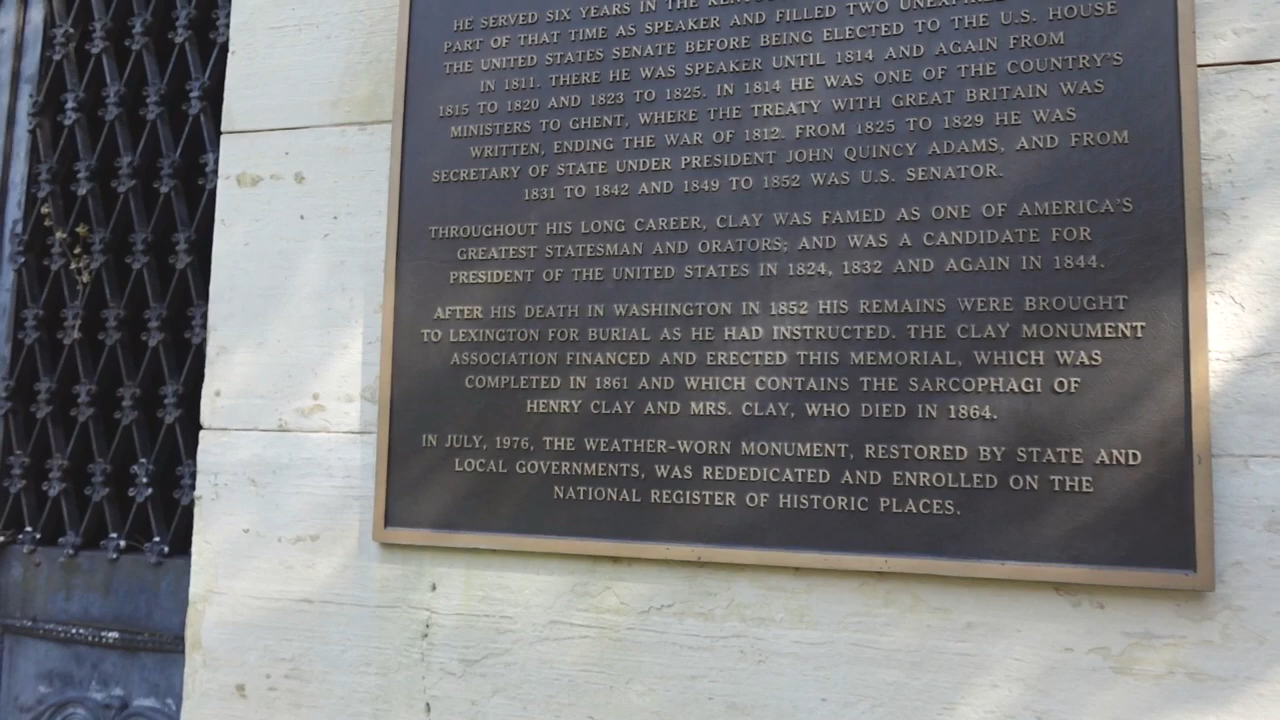 HE SERVED SIX YEARS IN THE
PART OF THAT TIME AS SPEAKER AND FILLED TWO
THE UNITED STATES SENATE BEFORE BEING ELECTED TO THE U.S. HOUSE
IN 1811. THERE HE WAS SPEAKER UNTIL 1814 AND AGAIN FROM
1815 TO 1820 AND 1823 TO 1825. IN 1814 HE WAS ONE OF THE COUNTRY'S
MINISTERS TO GHENT, WHERE THE TREATY WITH GREAT BRITAIN WAS
WRITTEN, ENDING THE WAR OF 1812. FROM 1825 TO 1829 HE WAS
SECRETARY OF STATE UNDER PRESIDENT JOHN QUINCY ADAMS, AND FROM
1831 TO 1842 AND 1849 TO 1852 WAS U.S. SENATOR.
THROUGHOUT HIS LONG CAREER, CLAY WAS FAMED AS ONE OF AMERICA'S
GREATEST STATESMAN AND ORATORS; AND WAS A CANDIDATE FOR
PRESIDENT OF THE UNITED STATES IN 1824, 1832 AND AGAIN IN 1844.
AFTER HIS DEATH IN WASHINGTON IN 1852 HIS REMAINS WERE BROUGHT
TO LEXINGTON FOR BURIAL AS HE HAD INSTRUCTED. THE CLAY MONUMENT
ASSOCIATION FINANCED AND ERECTED THIS MEMORIAL, WHICH WAS
COMPLETED IN 1861 AND WHICH CONTAINS THE SARCOPHAGI OF
HENRY CLAY AND MRS. CLAY, WHO DIED IN 1864.
IN JULY, 1976, THE WEATHER-WORN MONUMENT, RESTORED BY STATE AND
LOCAL GOVERNMENTS, WAS REDEDICATED AND ENROLLED ON THE
NATIONAL REGISTER OF HISTORIC PLACES.